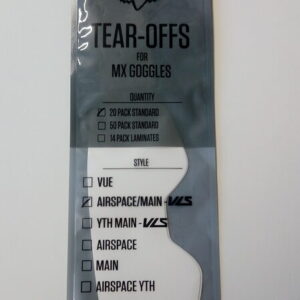 TEAR-OFFS
FOR
MX GOGGLES
QUANTITY
20 PACK STANDARD
50 PACK STANDARD
14 PACK LAMINATES
STYLE
VUE
AIRSPACE/MAIN-VLS
YTH MAIN-VLS
AIRSPACE
MAIN
AIRSPACE YTH